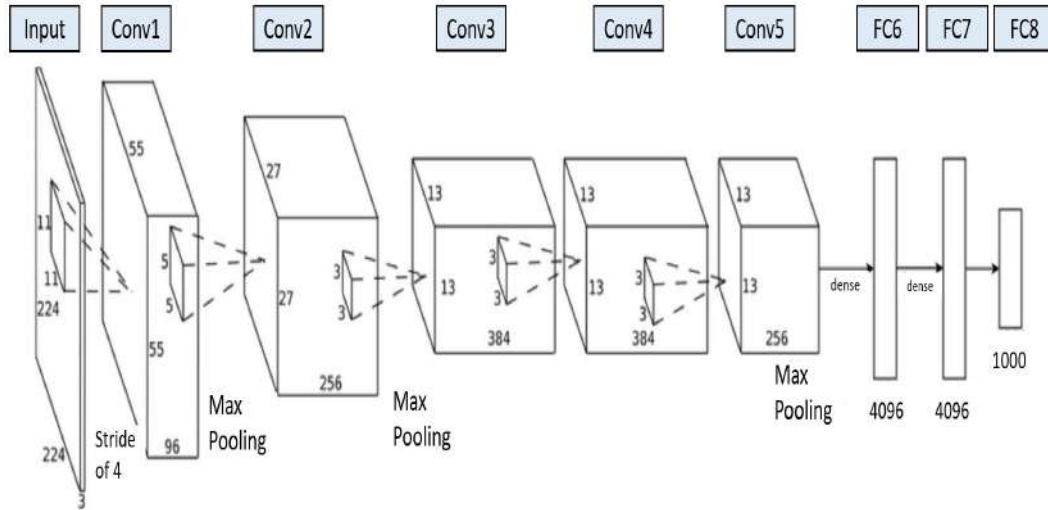 Input
Conv1
Conv2
Conv3
Conv4
Conv5
FC6
FC7
FC8
11
11
224
224
3
Stride
of 4
55
55
5
5
96
Max
Pooling
27
27
3
3
256
Max
Pooling
13
13
3
3
384
13
13
3
3
384
13
13
256
Max
Pooling
dense
4096
dense
4096
1000